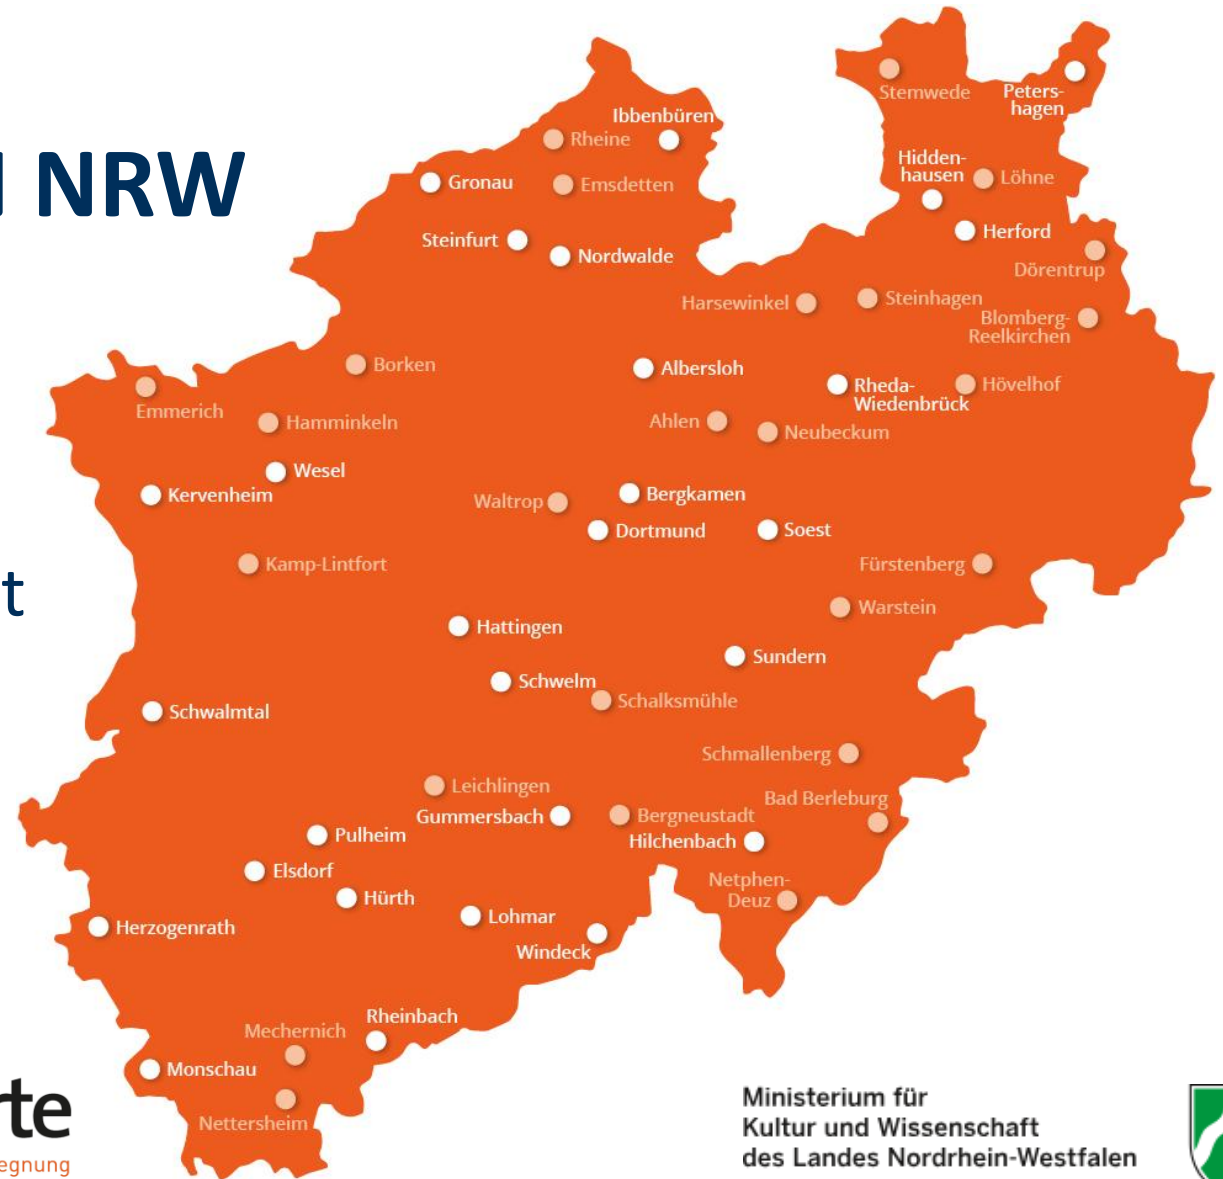 NRW
t
Stemwede
Peters-
hagen
Ibbenbüren
Rheine
Hidden-
hausen
Löhne
Gronau
Emsdetten
Herford
Steinfurt
Nordwalde
Dörentrup
Harsewinkel
Steinhagen
Blomberg-
Reelkirchen
Borken
Albersloh
Rheda-
Wiedenbrück
Hövelhof
Emmerich
Hamminkeln
Ahlen
Neubeckum
Wesel
Kervenheim
Waltrop
Bergkamen
Dortmund
Soest
Kamp-Lintfort
Fürstenberg
Warstein
Hattingen
Sundern
Schwelm
Schalksmühle
Schwalmtal
Schmallenberg
Leichlingen
Bad Berleburg
Gummersbach
Bergneustadt
Pulheim
Hilchenbach
Elsdorf
Netphen-
Deuz
Hürth
Lohmar
Herzogenrath
Windeck
Rheinbach
Mechernich
Monschau
Nettersheim
rte
egnung
Ministerium für
Kultur und Wissenschaft
des Landes Nordrhein-Westfalen